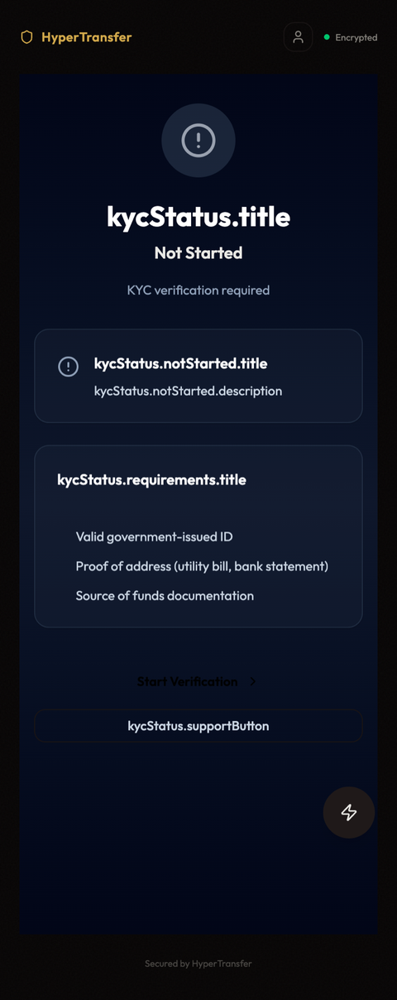 HyperTransfer
Encrypted
kycStatus.title
Not Started
KYC verification required
kycStatus.notStarted.title
kycStatus.notStarted.description
kycStatus.requirements.title
Valid government-issued ID
Proof of address (utility bill, bank statement)
Source of funds documentation
Start Verification
kycStatus.supportButton
Secured by HyperTransfer